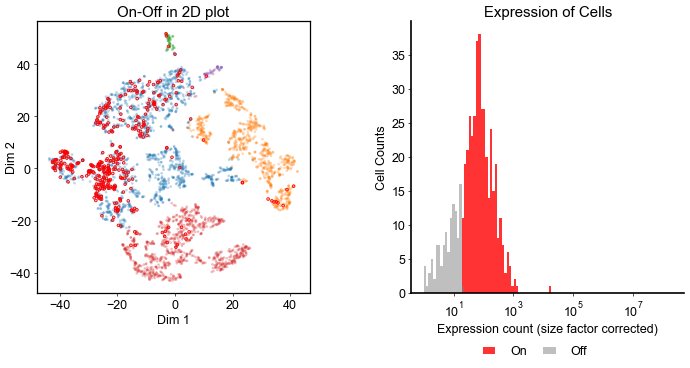 On-Off in 2D plot
40
20
0
−20
−40
Dim 2
−40
−20
0
20
40
Dim 1
Expression of Cells
35
30
25
20
15
10
5
0
Cell Counts
10^1
10^3
10^5
10^7
Expression count (size factor corrected)
On
Off